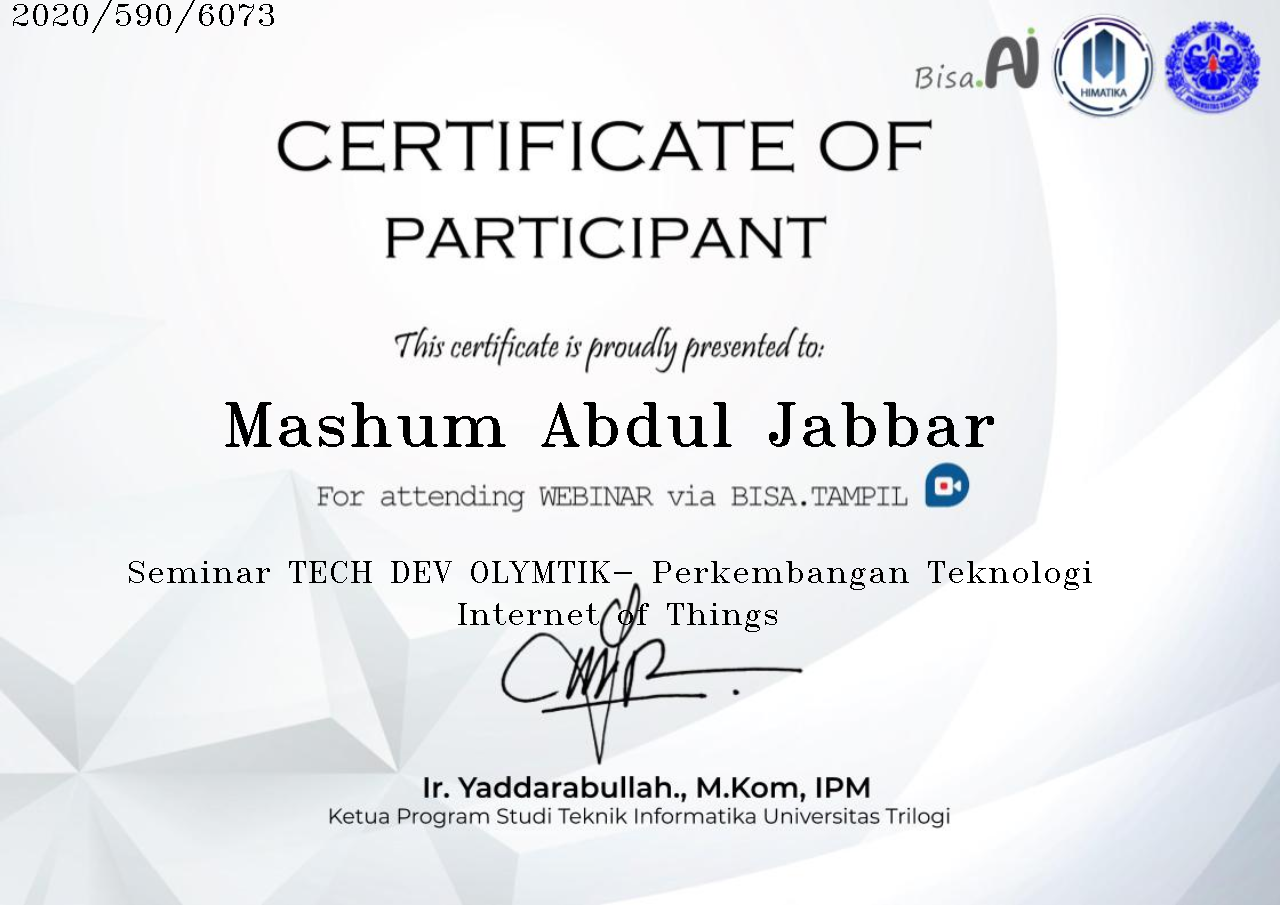 2020/590/6073
Bisa.AI
HIMATIKA
UNIVERSITAS TRILOGI
CERTIFICATE OF
PARTICIPANT
This certificate is proudly presented to:
Mashum Abdul Jabbar
For attending WEBINAR via BISA.TAMPIL
Seminar TECH DEV OLYMTIK- Perkembangan Teknologi
Internet of Things
Ir. Yaddarabullah., M.Kom, IPM
Ketua Program Studi Teknik Informatika Universitas Trilogi